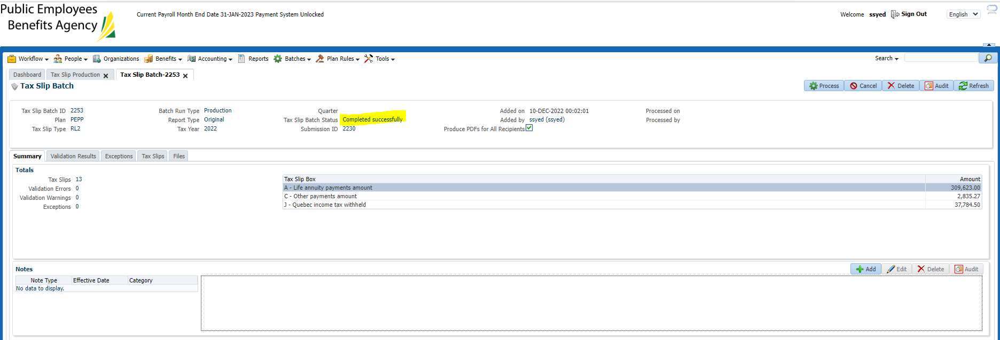 Public Employees
Benefits Agency
Current Payroll Month End Date 31-JAN-2023 Payment System Unlocked
Welcome ssyed Sign Out English
Workflow People Organizations Benefits Accounting Reports Batches Plan Rules Tools Search
Dashboard Tax Slip Production Tax Slip Batch-2253
Tax Slip Batch Process Cancel Delete Audit Refresh
Tax Slip Batch ID 2253 Batch Run Type Production Quarter Added on 10-DEC-2022 00:02:01 Processed on
Plan PEPP Report Type Original Tax Slip Batch Status Completed successfully Added by ssyed (ssyed) Processed by
Tax Slip Type RL2 Tax Year 2022 Submission ID 2230 Produce PDFs for All Recipients
Summary Validation Results Exceptions Tax Slips Files
Totals
Tax Slips 13 Tax Slip Box Amount
Validation Errors 0 A - Life annuity payments amount 309,623.00
Validation Warnings 0 C - Other payments amount 2,835.27
Exceptions 0 J - Quebec income tax withheld 37,784.50
Notes Add Edit Delete Audit
Note Type Effective Date Category
No data to display.